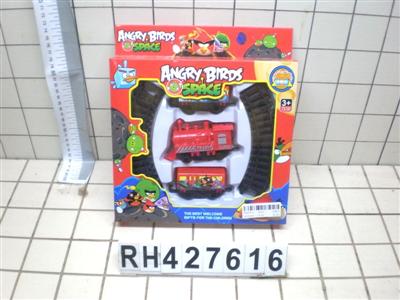 ANGRY BIRDS
SPACE
ANGRY BIRDS
SPACE
3+
THE BEST WELCOME
GIFTS FOR THE CHILDREN
RH427616